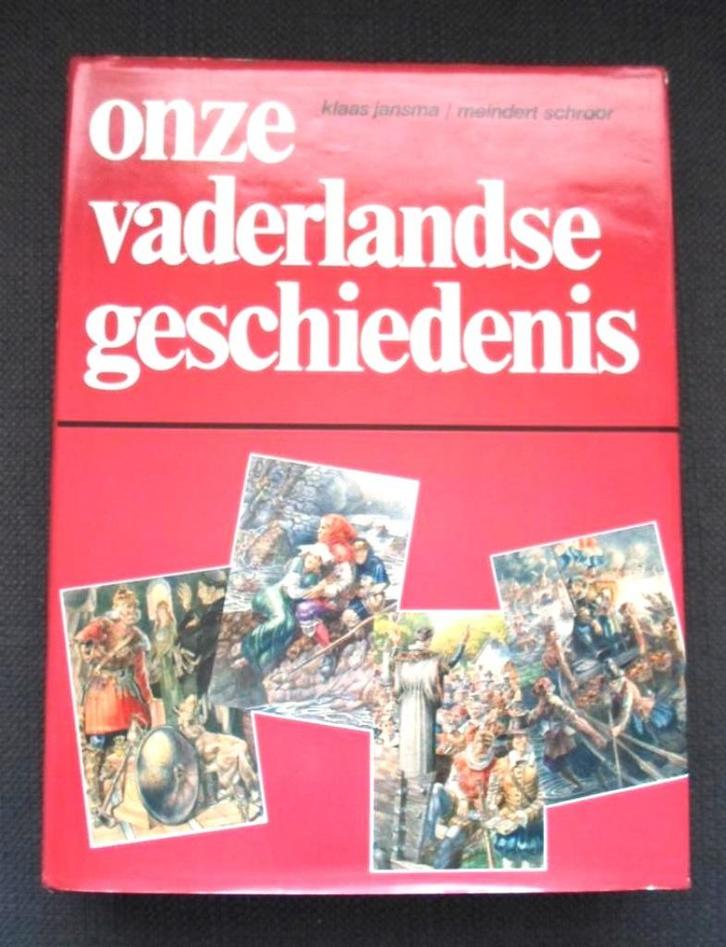 onze
klaas jansma / meindert schroor
vaderlandse
geschiedenis